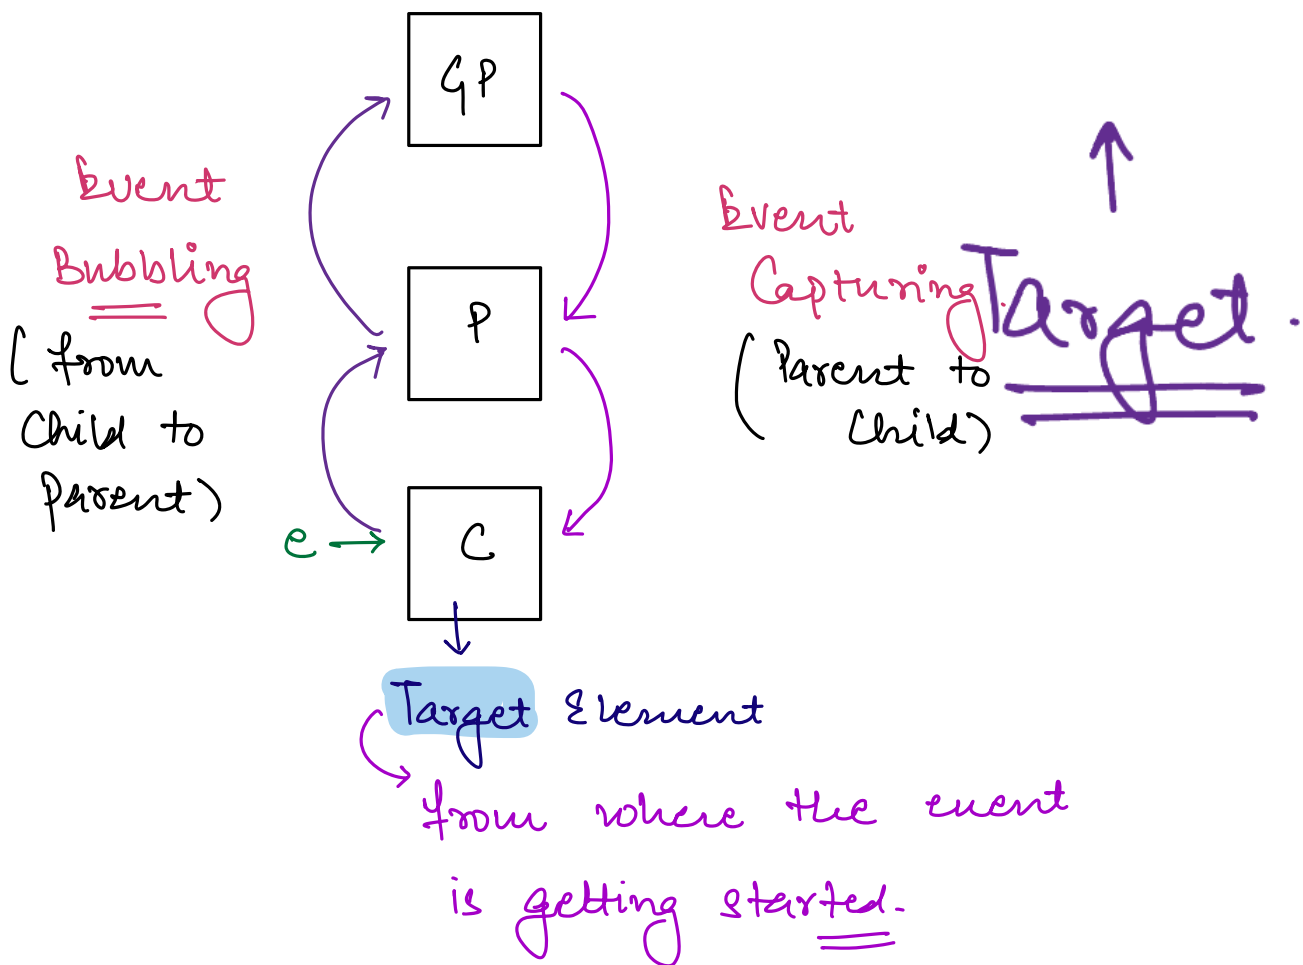 GP
Event
Bubbling
(from
Child to
Parent)
P
Event
Capturing
(Parent to
Child)
Target.
e
C
Target Element
from where the event
is getting started.